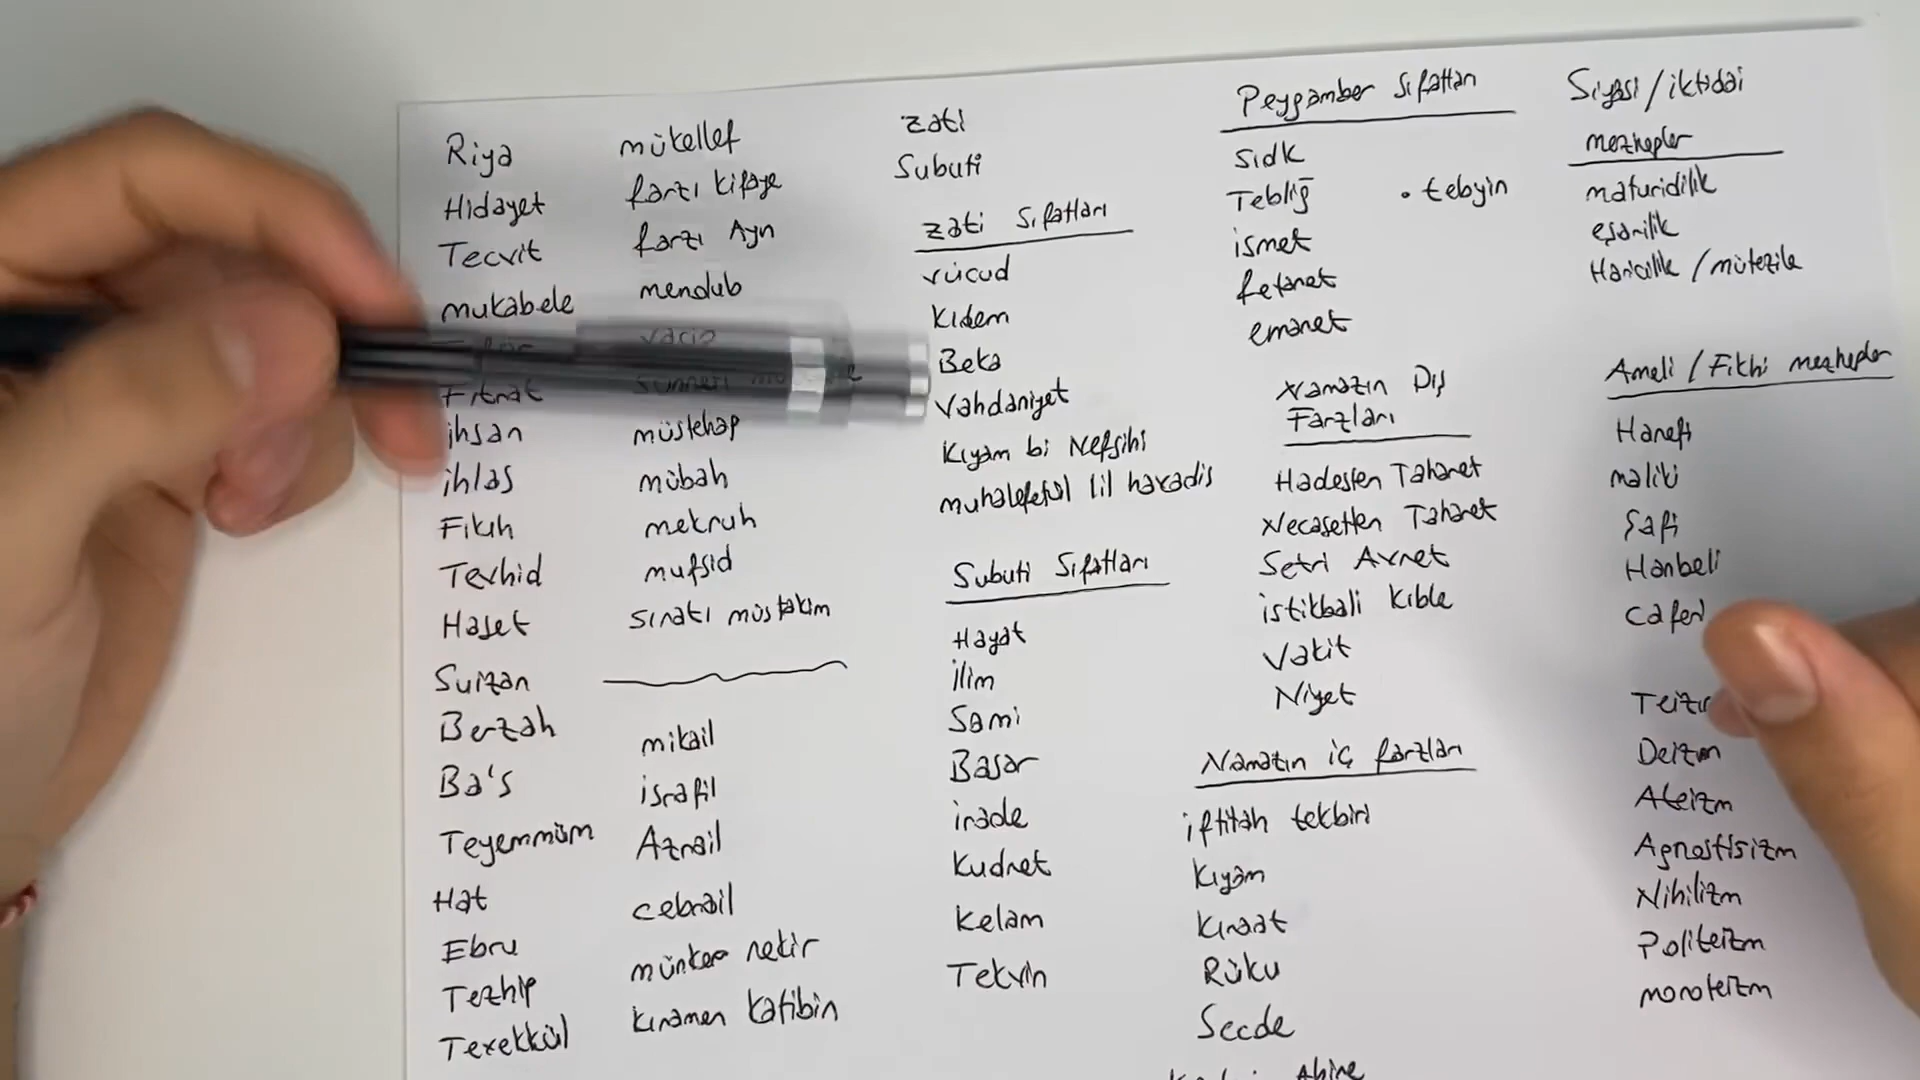 Riya
Hidayet
Tecvit
mukabele
Fıtrat
ihsan
ihlas
Fıkıh
Tevhid
Haset
Suizan
Berzah
Ba's
Teyemmüm
Hat
Ebru
Tezhip
Tevekkül
mükellef
farzı kifaye
farzı Ayn
mendub
vacip
müstehap
mübah
mekruh
mufsid
sıratı müstakim
mikail
israfil
Azrail
cebrail
münker nekir
kiramen katibin
zati
Subuti
zati Sıfatları
vücud
Kıdem
Beka
Vahdaniyet
Kıyam bi Nefsihi
muhalefetül lil havadis
Subuti Sıfatları
Hayat
ilim
Sami
Basar
irade
Kudret
Kelam
Tekvin
Peygamber Sıfatları
Sıdk
Tebliğ • tebyin
ismet
fetanet
emanet
Namazın Dış
Farzları
Hadesten Taharet
Necasetten Taharet
Setri Avret
istikbali kıble
Vakit
Niyet
Namazın iç farzları
iftitah tekbiri
Kıyam
Kıraat
Rüku
Secde
Siyasi / iktidai
mezhepler
maturidilik
eşarilik
Haricilik / mütezile
Ameli / Fıkhi mezhepler
Hanefi
maliki
Şafi
Hanbeli
Caferi
Deizm
Ateizm
Agnostisizm
Nihilizm
Politeizm
monoteizm